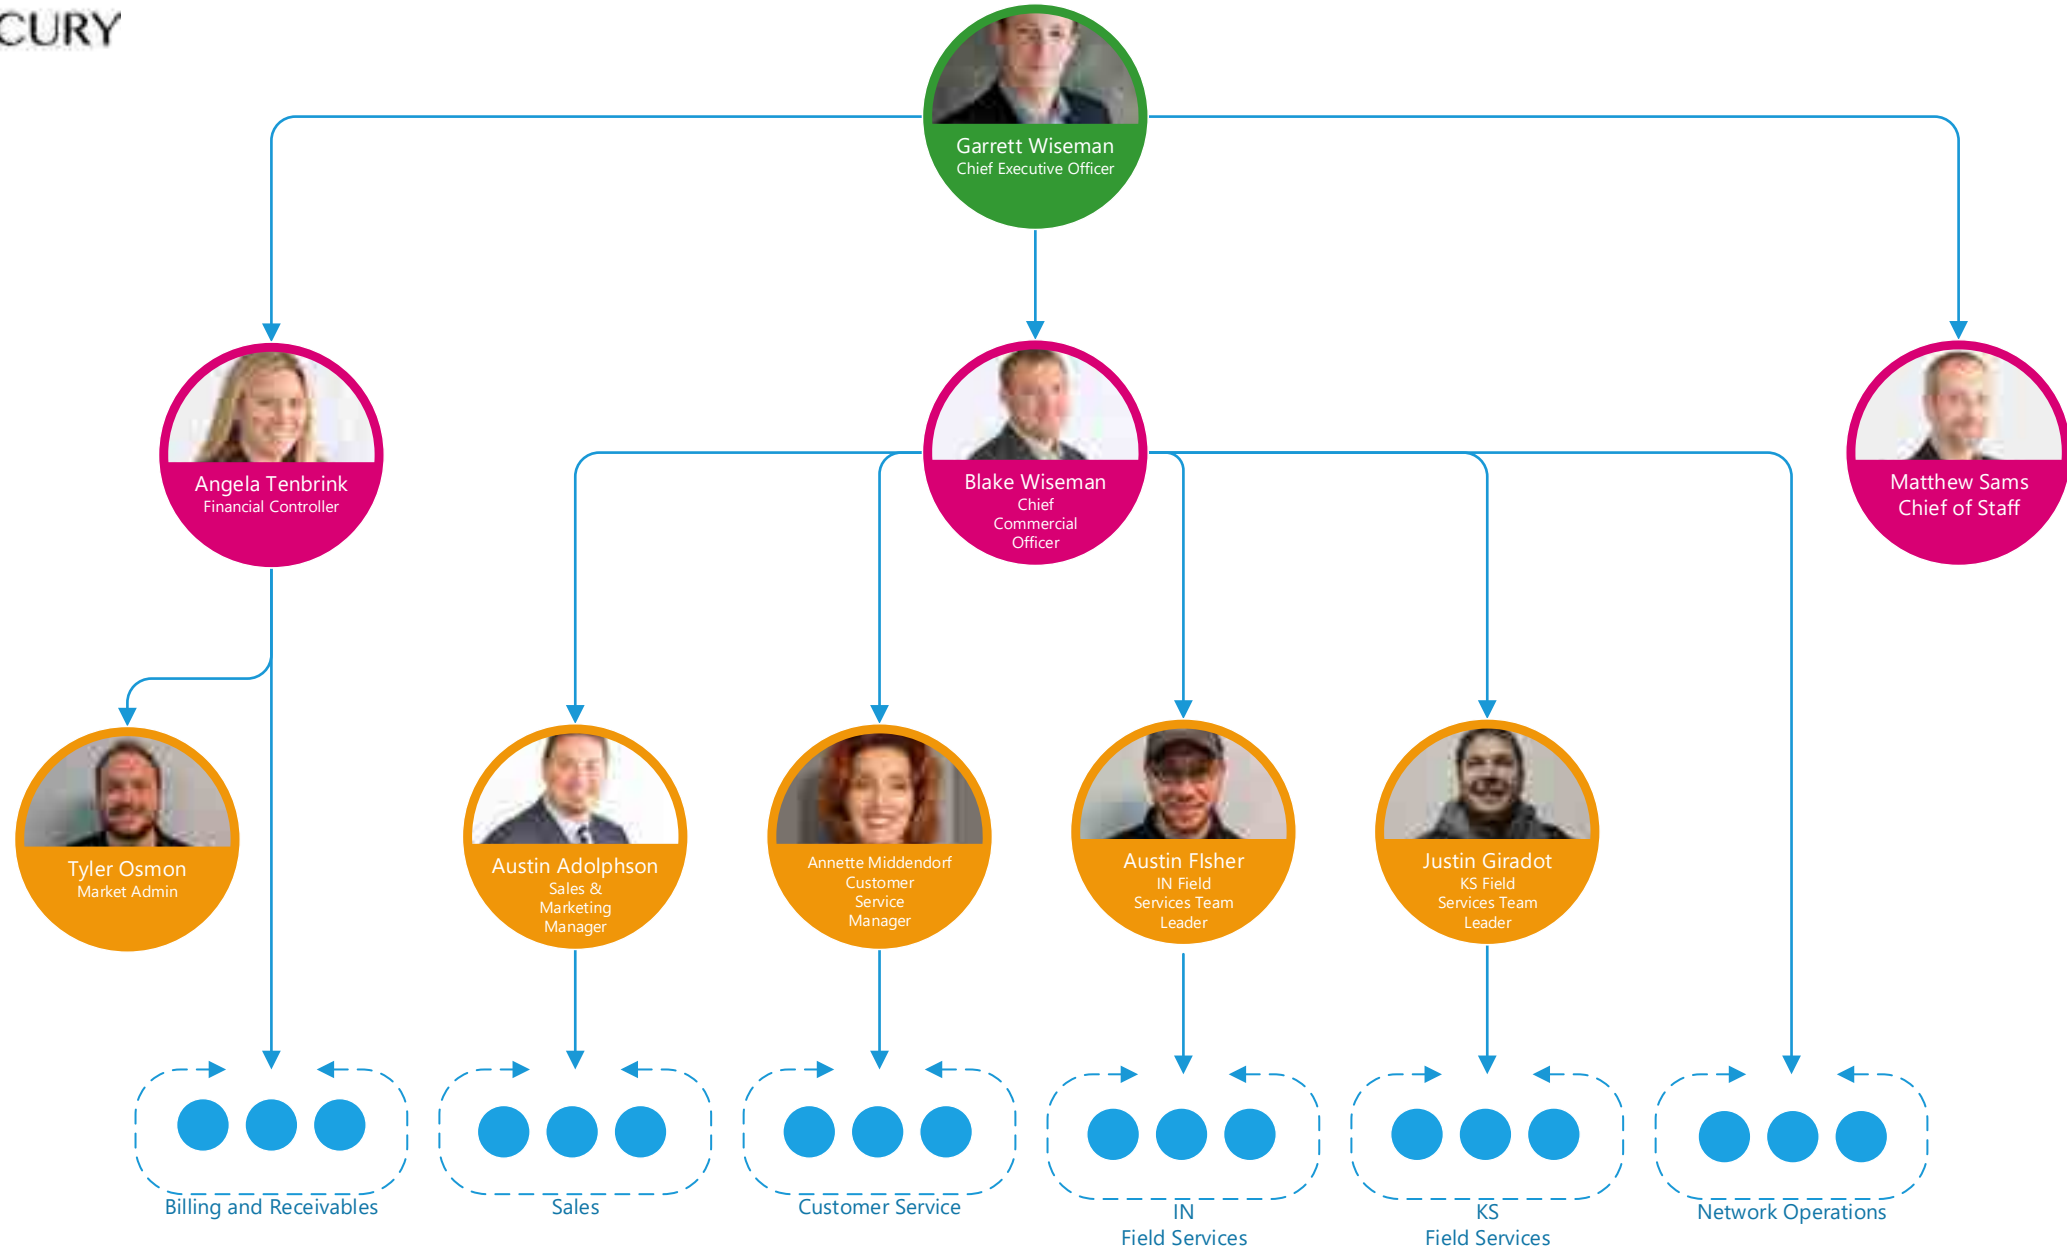 CURY
Garrett Wiseman
Chief Executive Officer
Angela Tenbrink
Financial Controller
Blake Wiseman
Chief
Commercial
Officer
Matthew Sams
Chief of Staff
Tyler Osmon
Market Admin
Austin Adolphson
Sales &
Marketing
Manager
Annette Middendorf
Customer
Service
Manager
Austin FIsher
IN Field
Services Team
Leader
Justin Giradot
KS Field
Services Team
Leader
Billing and Receivables
Sales
Customer Service
IN
Field Services
KS
Field Services
Network Operations